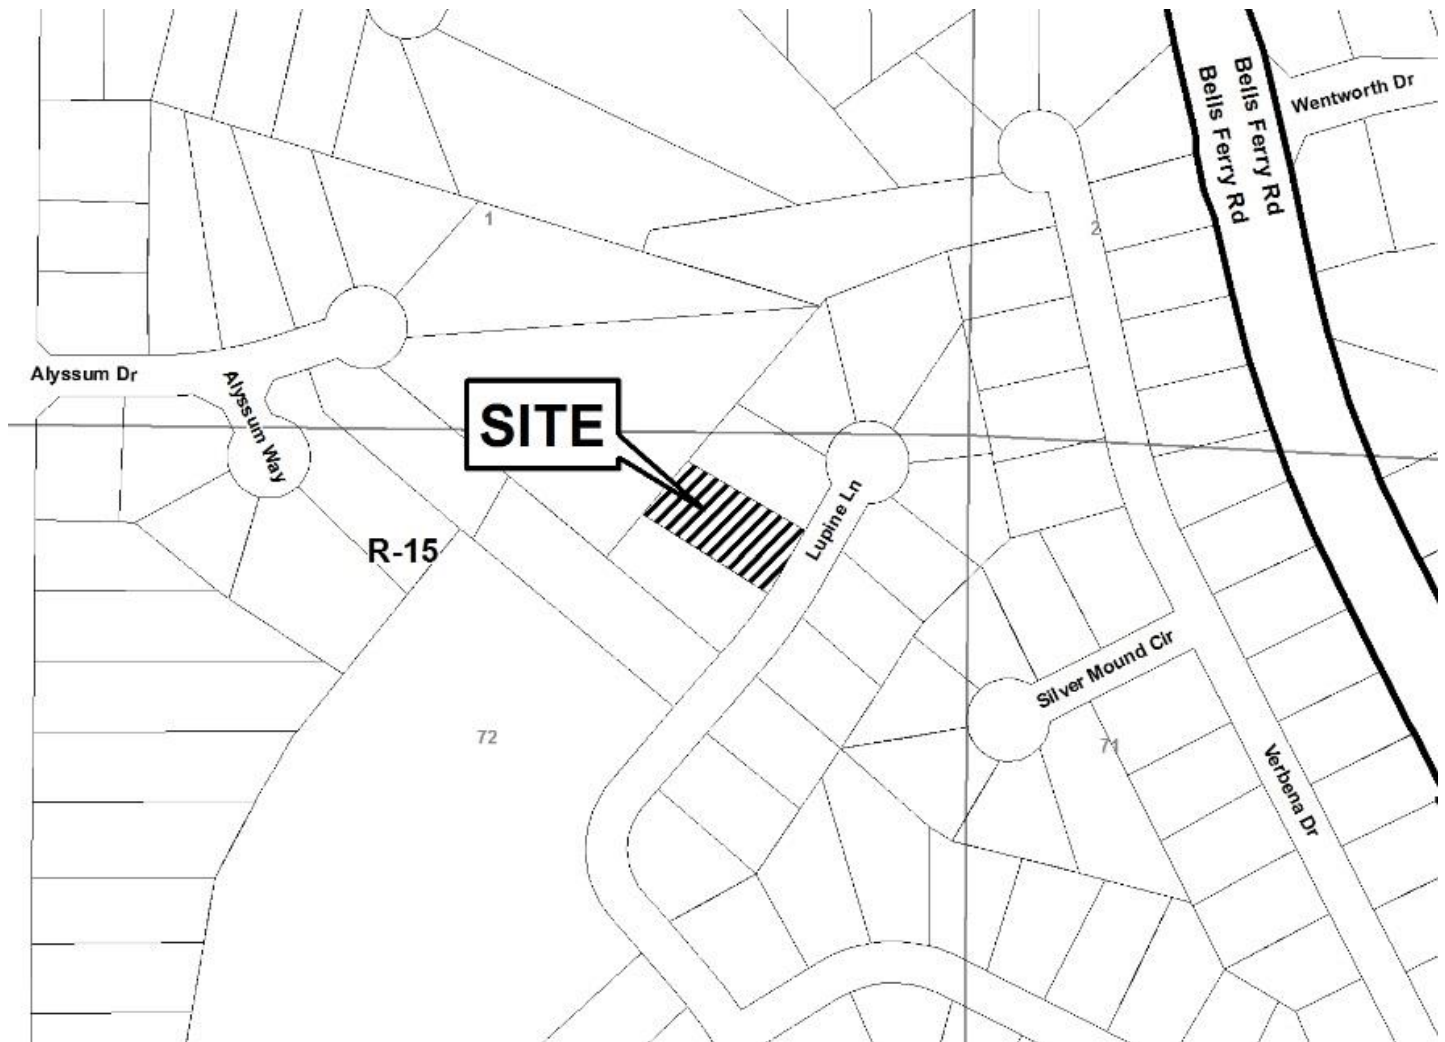 Bells Ferry Rd
Bells Ferry Rd
Wentworth Dr
1
2
Alyssum Dr
Alyssum Way
SITE
Lupine Ln
R-15
Silver Mound Cir
72
71
Verbena Dr